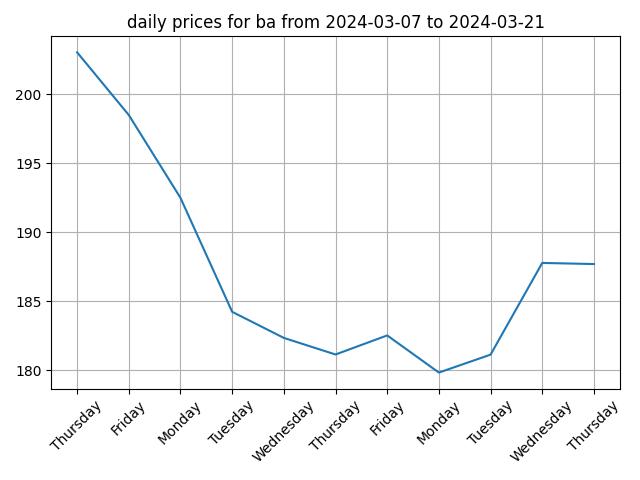 daily prices for ba from 2024-03-07 to 2024-03-21
200
195
190
185
180
Thursday
Friday
Monday
Tuesday
Wednesday
Thursday
Friday
Monday
Tuesday
Wednesday
Thursday